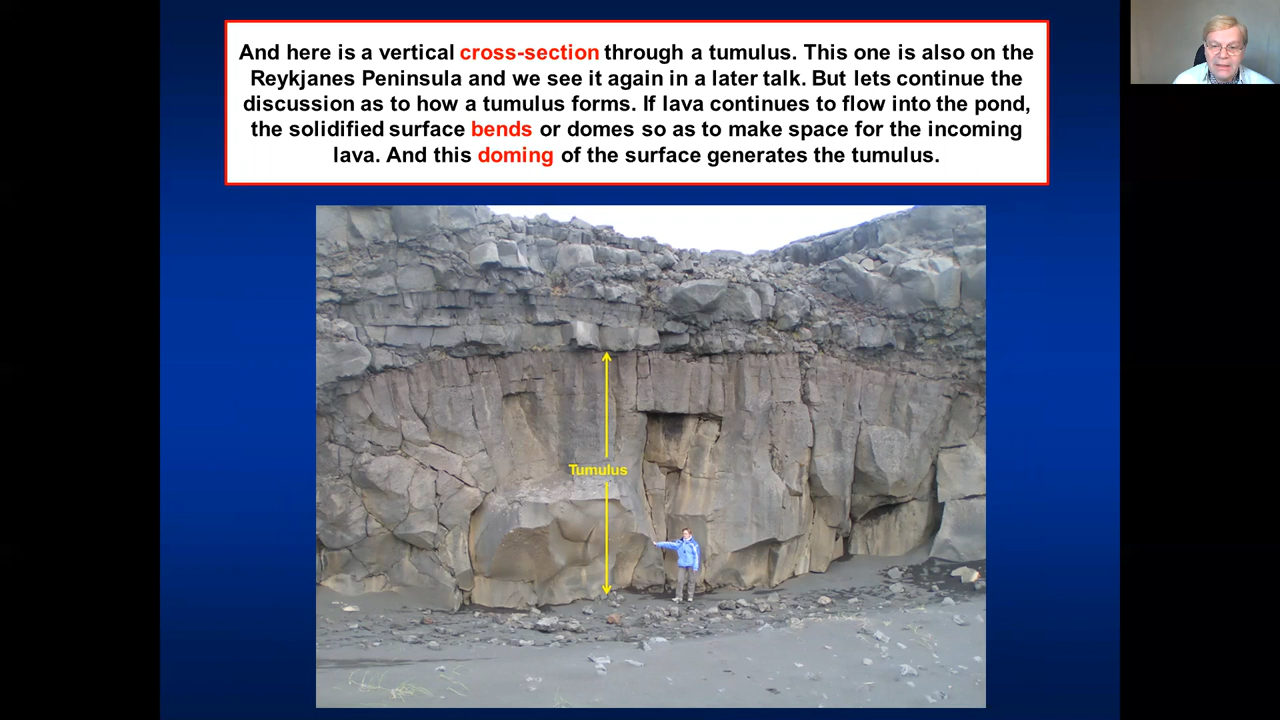 And here is a vertical cross-section through a tumulus. This one is also on the
Reykjanes Peninsula and we see it again in a later talk. But lets continue the
discussion as to how a tumulus forms. If lava continues to flow into the pond,
the solidified surface bends or domes so as to make space for the incoming
lava. And this doming of the surface generates the tumulus.
Tumulus